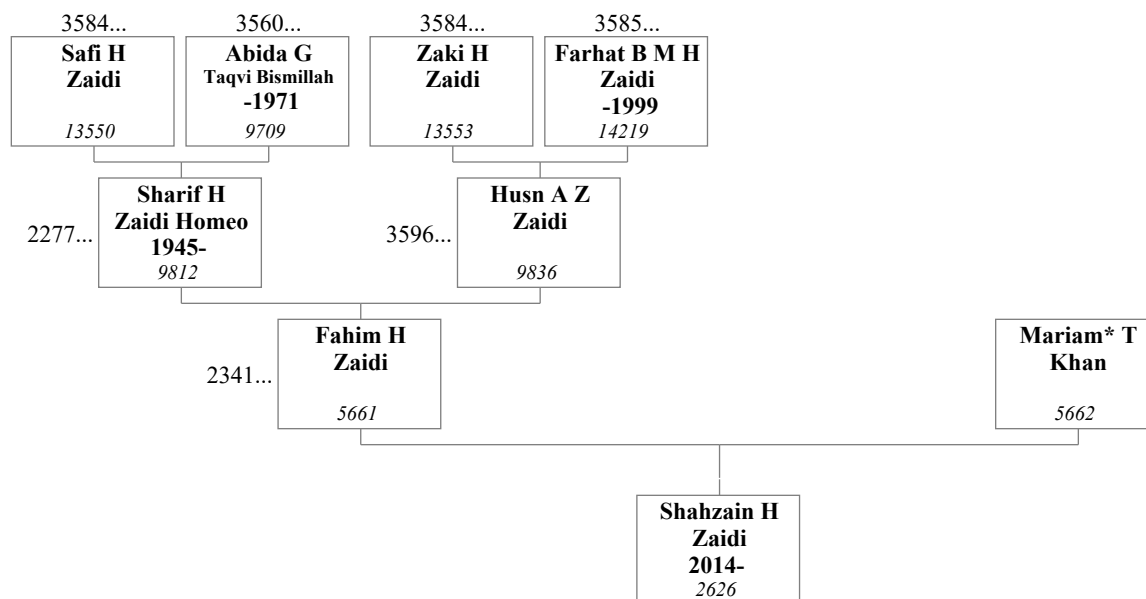 3584...
3560...
3584...
3585...
Safi H
Zaidi
13550
Abida G
Taqvi Bismillah
-1971
9709
Zaki H
Zaidi
13553
Farhat B M H
Zaidi
-1999
14219
2277...
Sharif H
Zaidi Homeo
1945-
9812
3596...
Husn A Z
Zaidi
9836
2341...
Fahim H
Zaidi
5661
Mariam* T
Khan
5662
Shahzain H
Zaidi
2014-
2626